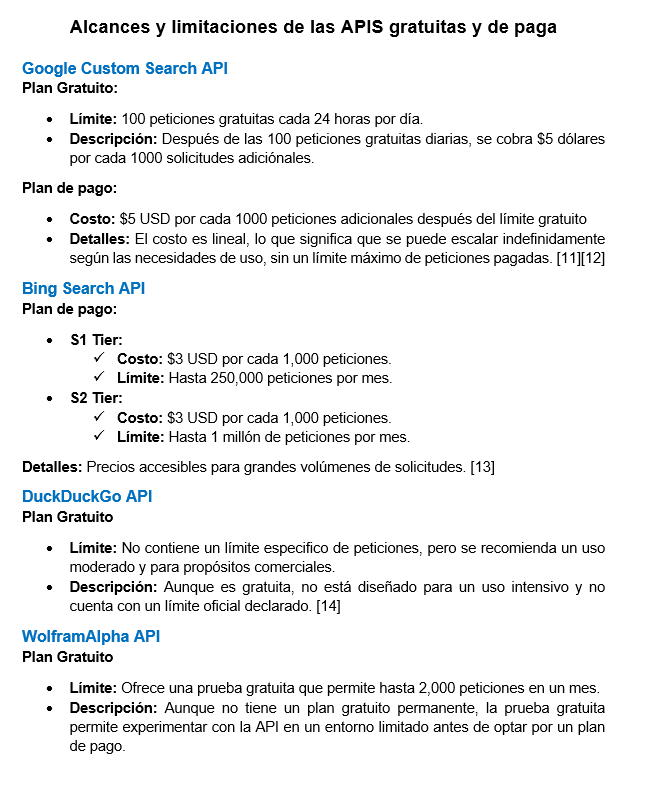 Alcances y limitaciones de las APIS gratuitas y de paga
Google Custom Search API
Plan Gratuito:
• Límite: 100 peticiones gratuitas cada 24 horas por día.
• Descripción: Después de las 100 peticiones gratuitas diarias, se cobra $5 dólares
por cada 1000 solicitudes adiciónales.
Plan de pago:
• Costo: $5 USD por cada 1000 peticiones adicionales después del límite gratuito
• Detalles: El costo es lineal, lo que significa que se puede escalar indefinidamente
según las necesidades de uso, sin un límite máximo de peticiones pagadas. [11][12]
Bing Search API
Plan de pago:
• S1 Tier:
✓ Costo: $3 USD por cada 1,000 peticiones.
✓ Límite: Hasta 250,000 peticiones por mes.
• S2 Tier:
✓ Costo: $3 USD por cada 1,000 peticiones.
✓ Límite: Hasta 1 millón de peticiones por mes.
Detalles: Precios accesibles para grandes volúmenes de solicitudes. [13]
DuckDuckGo API
Plan Gratuito
• Límite: No contiene un límite especifico de peticiones, pero se recomienda un uso
moderado y para propósitos comerciales.
• Descripción: Aunque es gratuita, no está diseñado para un uso intensivo y no
cuenta con un límite oficial declarado. [14]
WolframAlpha API
Plan Gratuito
• Límite: Ofrece una prueba gratuita que permite hasta 2,000 peticiones en un mes.
• Descripción: Aunque no tiene un plan gratuito permanente, la prueba gratuita
permite experimentar con la API en un entorno limitado antes de optar por un plan
de pago.